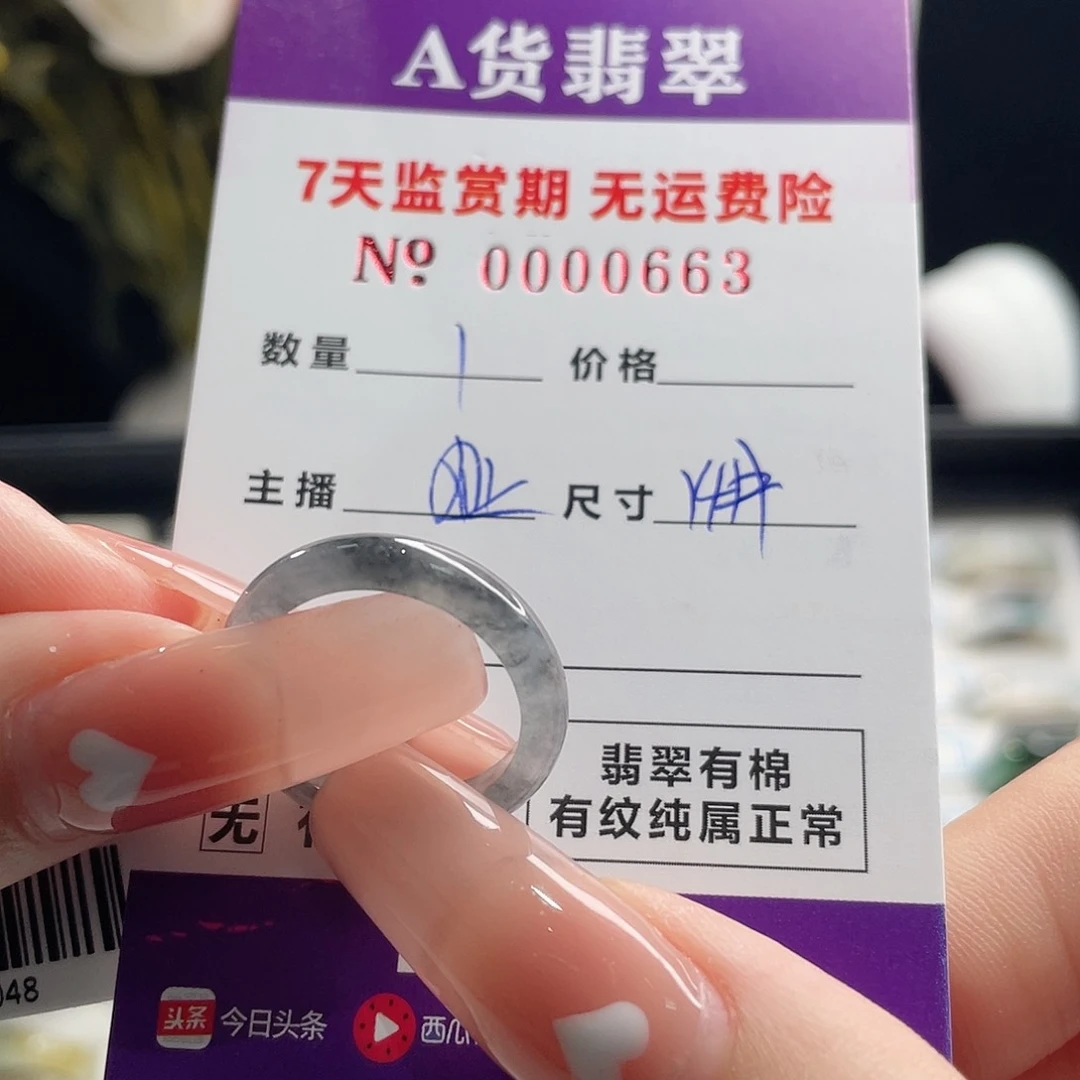 A货翡翠
7天监赏期 无运费险
Nº 0000663
数量 1 价格
主播 尺寸
翡翠有棉
无 有纹纯属正常
048
头条 今日头条 西瓜